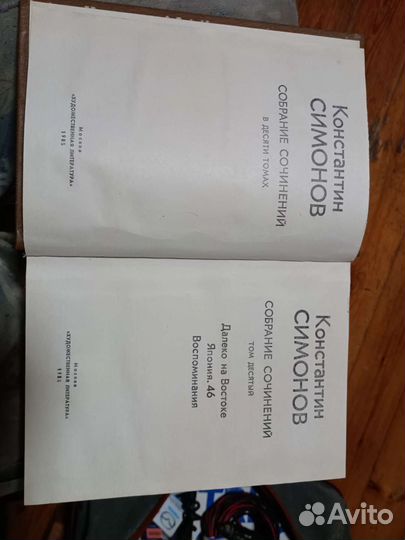 Константин
СИМОНОВ
СОБРАНИЕ СОЧИНЕНИЙ
В ДЕСЯТИ ТОМАХ
Москва
«ХУДОЖЕСТВЕННАЯ ЛИТЕРАТУРА»
1985
Константин
СИМОНОВ
СОБРАНИЕ СОЧИНЕНИЙ
ТОМ ДЕСЯТЫЙ
Далеко на Востоке
Япония. 46
Воспоминания
Москва
«ХУДОЖЕСТВЕННАЯ ЛИТЕРАТУРА»
1985
Avito